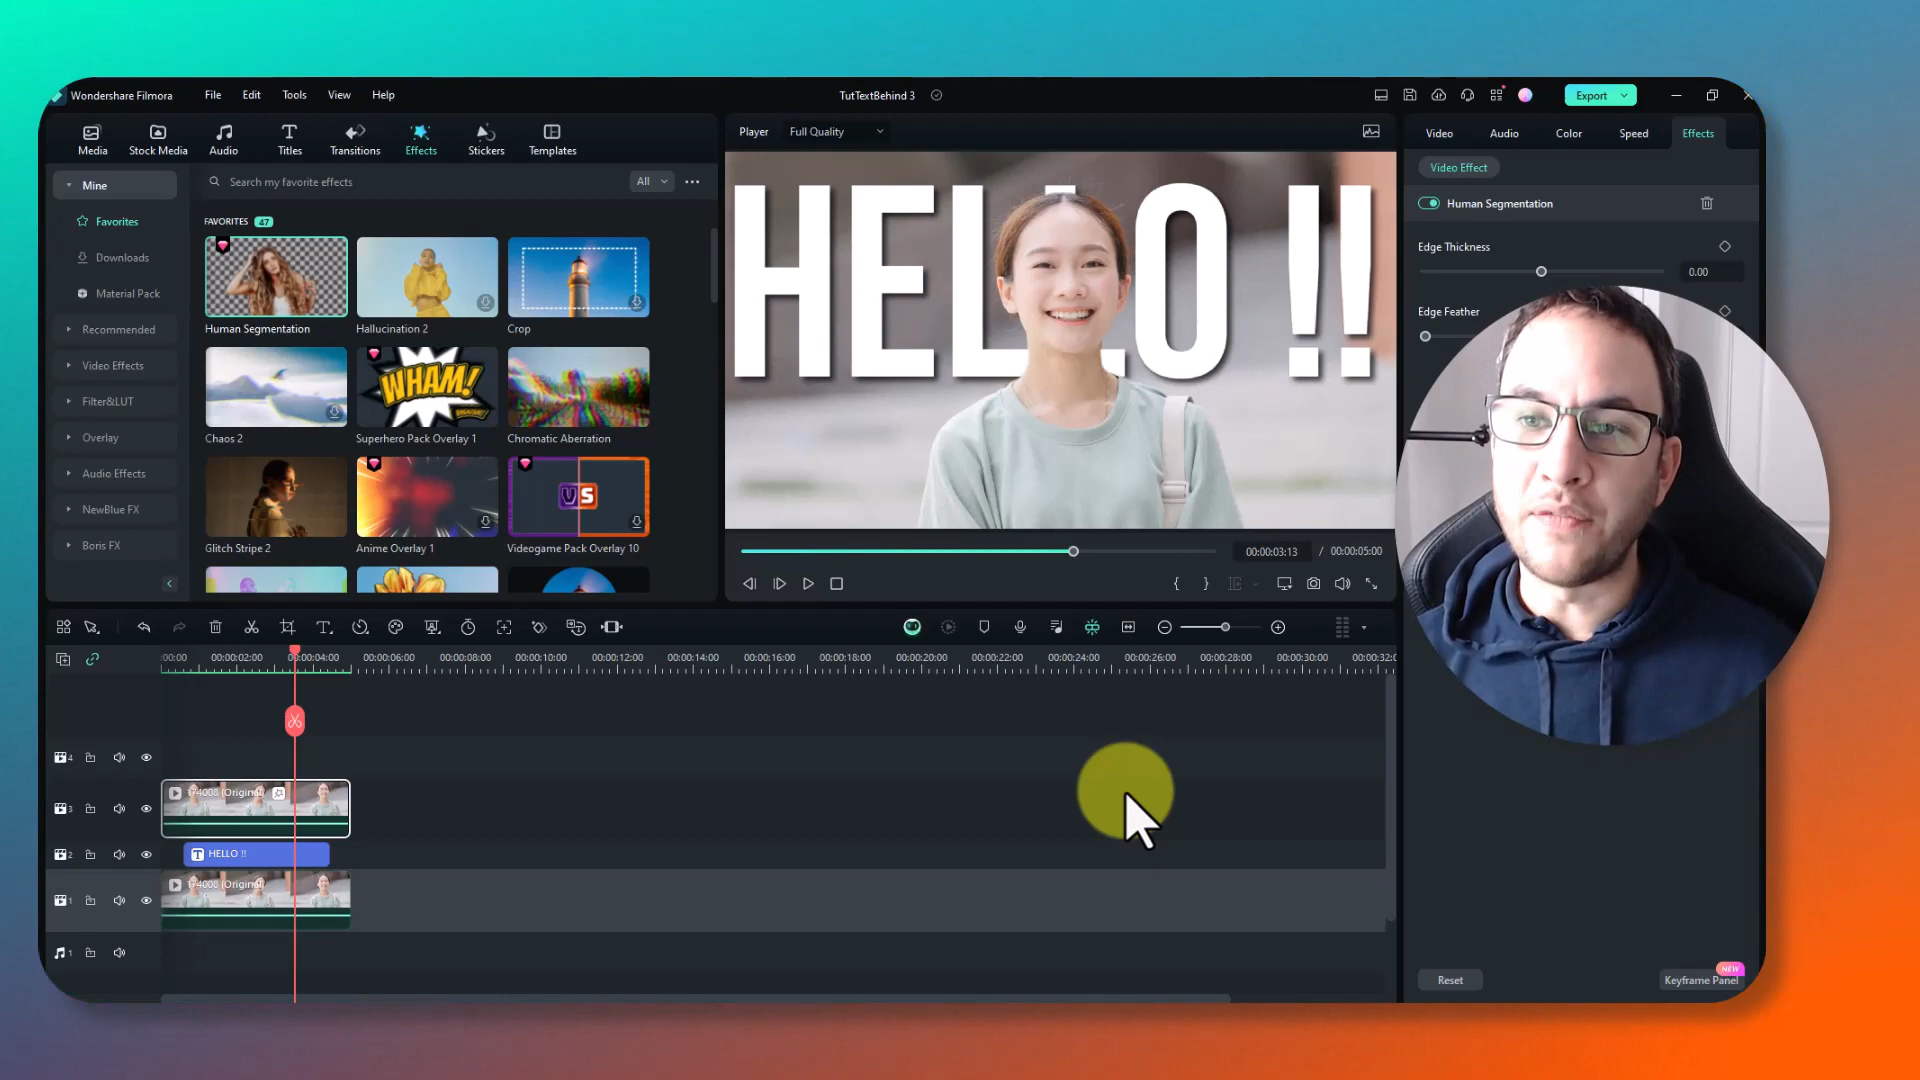 Wondershare Filmora File Edit Tools View Help TutTextBehind 3 Export
Media Stock Media Audio Titles Transitions Effects Stickers Templates
Player Full Quality
Video Audio Color Speed Effects
Mine
Search my favorite effects All
Video Effect
Favorites
FAVORITES 47
Human Segmentation
Downloads
Edge Thickness
Material Pack
0.00
Edge Feather
Recommended
Human Segmentation Hallucination 2 Crop
Video Effects
Filter&LUT
WHAM!
Overlay
Chaos 2 Superhero Pack Overlay 1 Chromatic Aberration
Audio Effects
VS
NewBlue FX
Boris FX
Glitch Stripe 2 Anime Overlay 1 Videogame Pack Overlay 10
HELLO !!
00:00:03:13 / 00:00:05:00
:00:00 00:00:02:00 00:00:04:00 00:00:06:00 00:00:08:00 00:00:10:00 00:00:12:00 00:00:14:00 00:00:16:00 00:00:18:00 00:00:20:00 00:00:22:00 00:00:24:00 00:00:26:00 00:00:28:00 00:00:30:00 00:00:32:0
4
174008 (Original)
3
2 T HELLO !!
174008 (Original)
1
1
Reset
NEW
Keyframe Panel